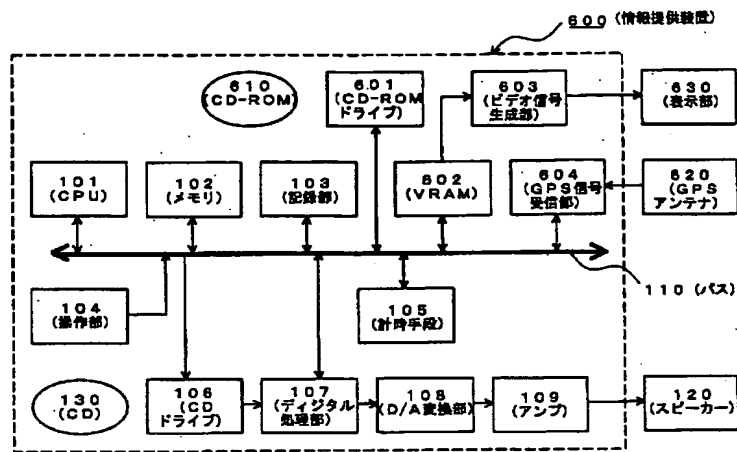 600 (情報提供装置)
610
(CD-ROM)
601
(CD-ROM
ドライブ)
603
(ビデオ信号
生成部)
630
(表示部)
101
(CPU)
102
(メモリ)
103
(記録部)
602
(VRAM)
604
(GPS信号
受信部)
620
(GPS
アンテナ)
110 (バス)
104
(操作部)
105
(計時手段)
130
(CD)
106
(CD
ドライブ)
107
(ディジタル
処理部)
108
(D/A変換部)
109
(アンプ)
120
(スピーカー)